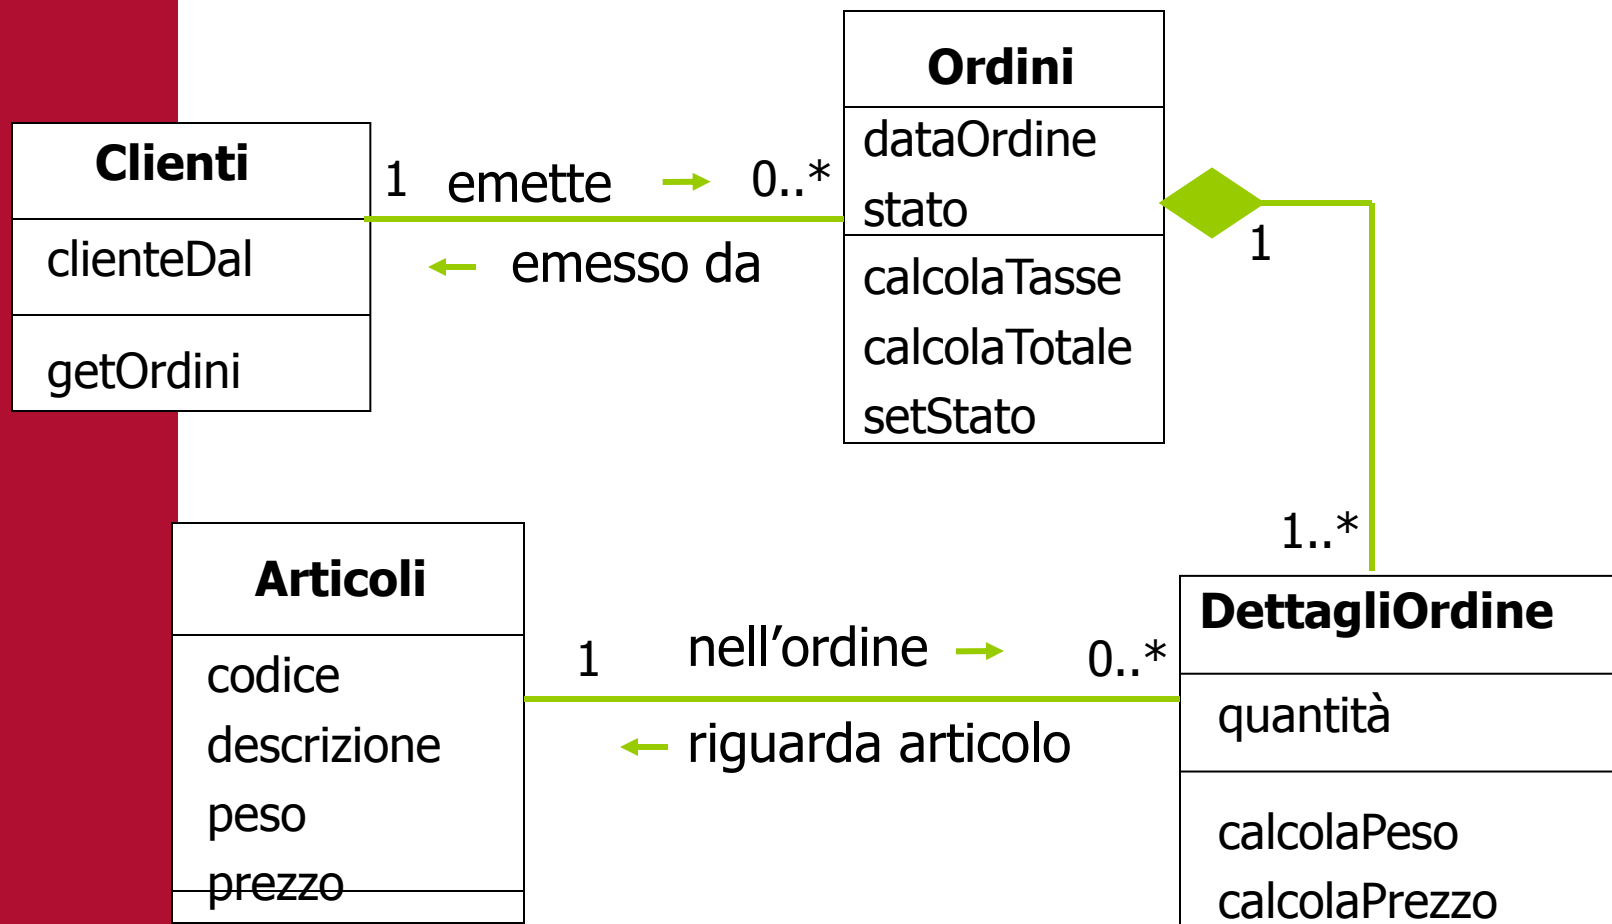 Clienti
clienteDal
getOrdini
1 emette 0..*
emesso da
Ordini
dataOrdine
stato
calcolaTasse
calcolaTotale
setStato
1
1..*
Articoli
codice
descrizione
peso
prezzo
1 nell’ordine 0..*
riguarda articolo
DettagliOrdine
quantità
calcolaPeso
calcolaPrezzo